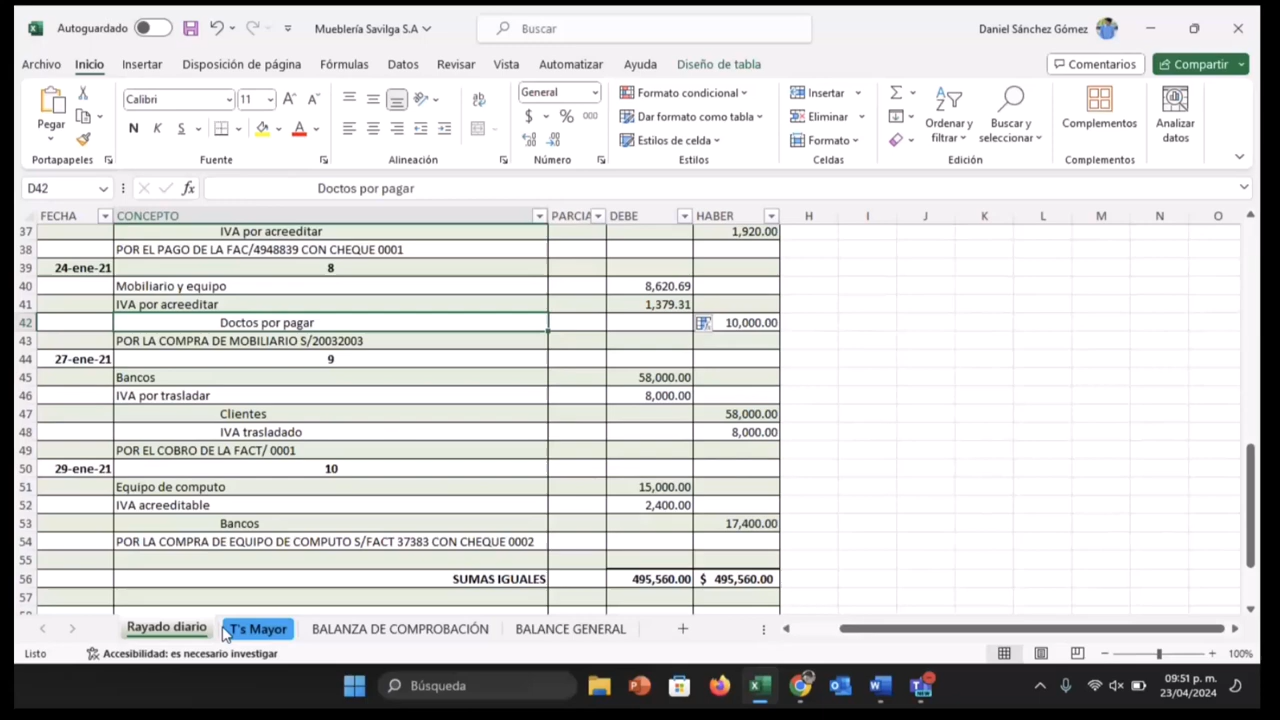 Autoguardado
Mueblería Savilga S.A
Buscar
Daniel Sánchez Gómez
Archivo Inicio Insertar Disposición de página Fórmulas Datos Revisar Vista Automatizar Ayuda Diseño de tabla
Comentarios Compartir
Pegar
Portapapeles
Calibri 11
N K S
Fuente
Alineación
General
$ % 000
Número
Formato condicional
Dar formato como tabla
Estilos de celda
Estilos
Insertar
Eliminar
Formato
Celdas
Ordenar y filtrar
Buscar y seleccionar
Edición
Complementos
Complementos
Analizar datos
D42 fx Doctos por pagar
FECHA CONCEPTO PARCIA DEBE HABER H I J K L M N O
37 IVA por acreeditar 1,920.00
38 POR EL PAGO DE LA FAC/4948839 CON CHEQUE 0001
39 24-ene-21 8
40 Mobiliario y equipo 8,620.69
41 IVA por acreeditar 1,379.31
42 Doctos por pagar 10,000.00
43 POR LA COMPRA DE MOBILIARIO S/20032003
44 27-ene-21 9
45 Bancos 58,000.00
46 IVA por trasladar 8,000.00
47 Clientes 58,000.00
48 IVA trasladado 8,000.00
49 POR EL COBRO DE LA FACT/ 0001
50 29-ene-21 10
51 Equipo de computo 15,000.00
52 IVA acreeditable 2,400.00
53 Bancos 17,400.00
54 POR LA COMPRA DE EQUIPO DE COMPUTO S/FACT 37383 CON CHEQUE 0002
55
56 SUMAS IGUALES 495,560.00 $ 495,560.00
57
Rayado diario T's Mayor BALANZA DE COMPROBACIÓN BALANCE GENERAL
Listo Accesibilidad: es necesario investigar 100%
Búsqueda
09:51 p. m.
23/04/2024